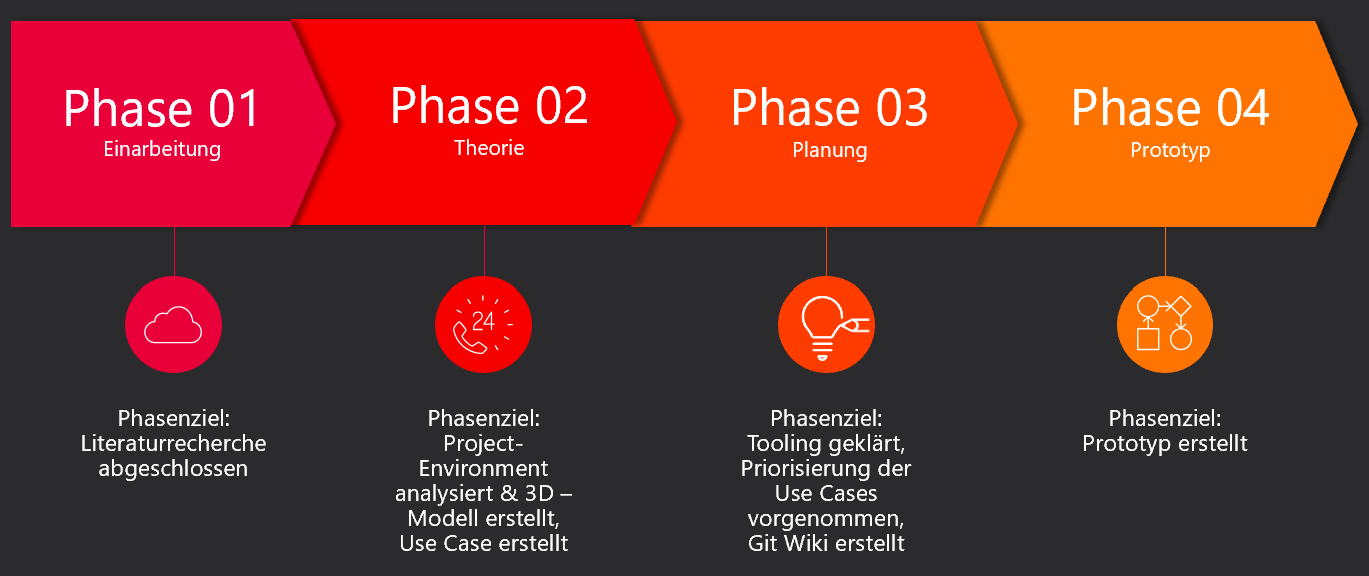 Phase 01
Einarbeitung
Phase 02
Theorie
Phase 03
Planung
Phase 04
Prototyp
24
Phasenziel:
Literaturrecherche
abgeschlossen
Phasenziel:
Project-
Environment
analysiert & 3D –
Modell erstellt,
Use Case erstellt
Phasenziel:
Tooling geklärt,
Priorisierung der
Use Cases
vorgenommen,
Git Wiki erstellt
Phasenziel:
Prototyp erstellt